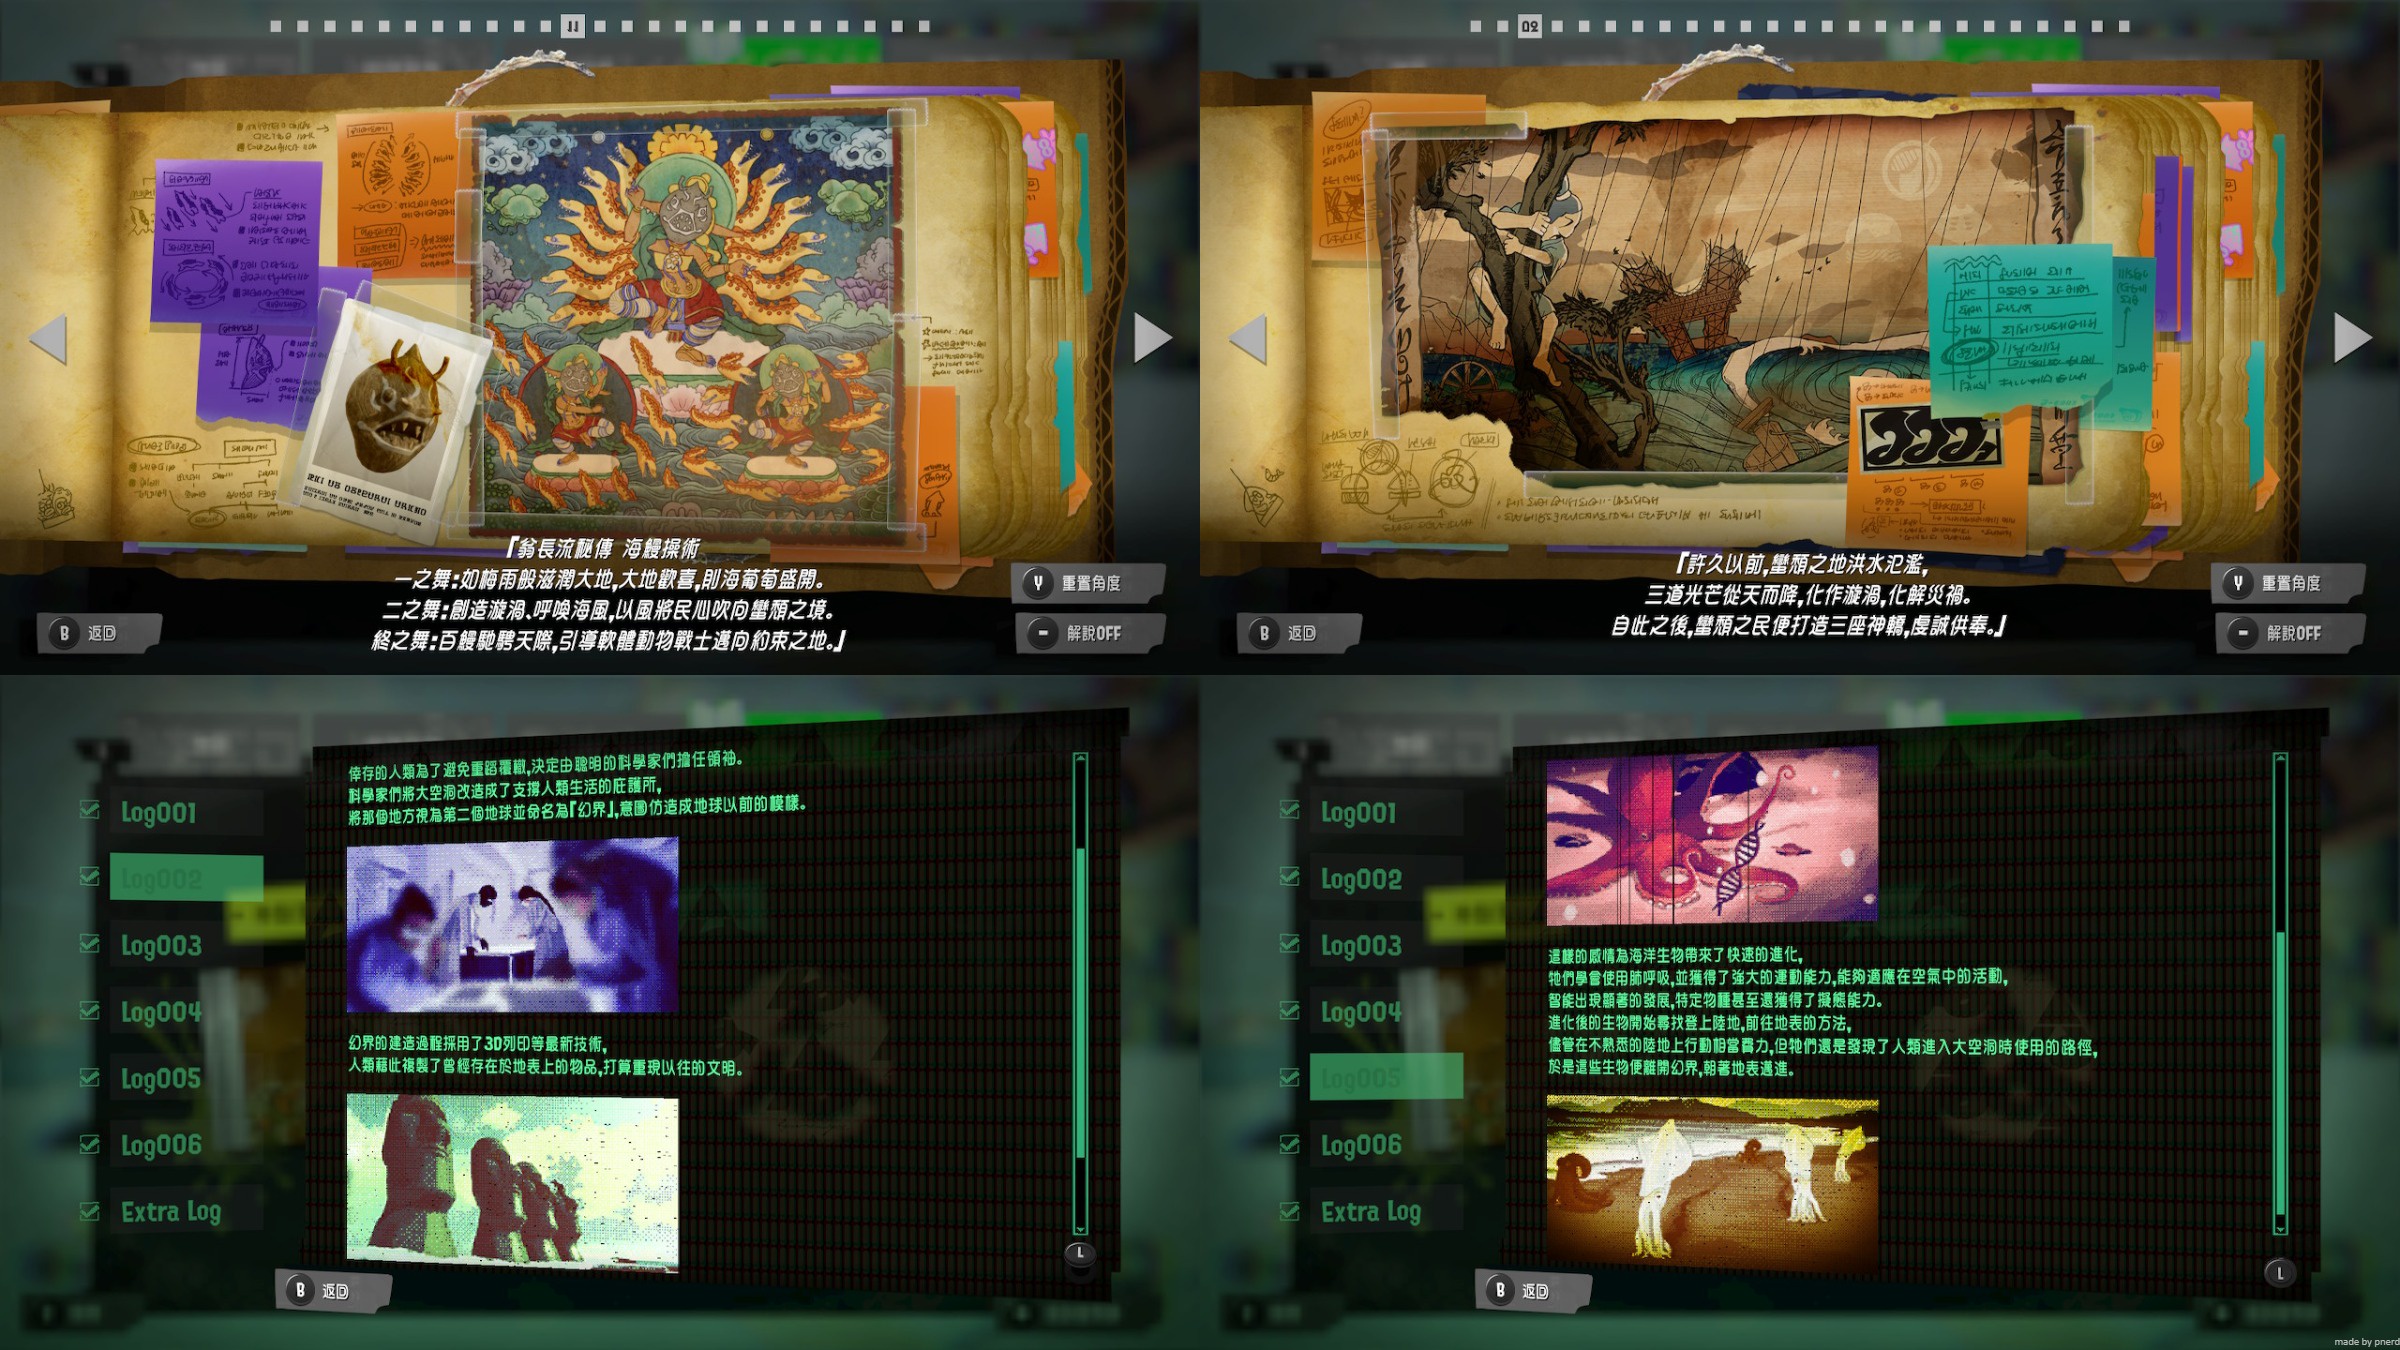 11
「翁長流秘傳 海鰻操術
一之舞:如梅雨般滋潤大地,大地歡喜,則海葡萄盛開。
二之舞:創造漩渦、呼喚海風,以風將民心吹向蠻頹之境。
終之舞:百鰻馳騁天際,引導軟體動物戰士邁向約束之地。」
Y 重置角度
B 返回
- 解說OFF
02
「許久以前,蠻頹之地洪水氾濫,
三道光芒從天而降,化作漩渦,化解災禍。
自此之後,蠻頹之民便打造三座神轎,虔誠供奉。」
Y 重置角度
B 返回
- 解說OFF
Log001
Log002
Log003
Log004
Log005
Log006
Extra Log
倖存的人類為了避免重蹈覆轍,決定由聰明的科學家們擔任領袖。
科學家們將大空洞改造成了支撐人類生活的庇護所,
將那個地方視為第二個地球並命名為『幻界』,意圖仿造成地球以前的模樣。
幻界的建造過程採用了3D列印等最新技術,
人類藉此複製了曾經存在於地表上的物品,打算重現以往的文明。
L
B 返回
Log001
Log002
Log003
Log004
Log005
Log006
Extra Log
這樣的感情為海洋生物帶來了快速的進化,
牠們學會使用肺呼吸,並獲得了強大的運動能力,能夠適應在空氣中的活動,
智能出現顯著的發展,特定物種甚至還獲得了擬態能力。
進化後的生物開始尋找登上陸地,前往地表的方法,
儘管在不熟悉的陸地上行動相當費力,但牠們還是發現了人類進入大空洞時使用的路徑,
於是這些生物便離開幻界,朝著地表邁進。
L
B 返回
made by pnerd